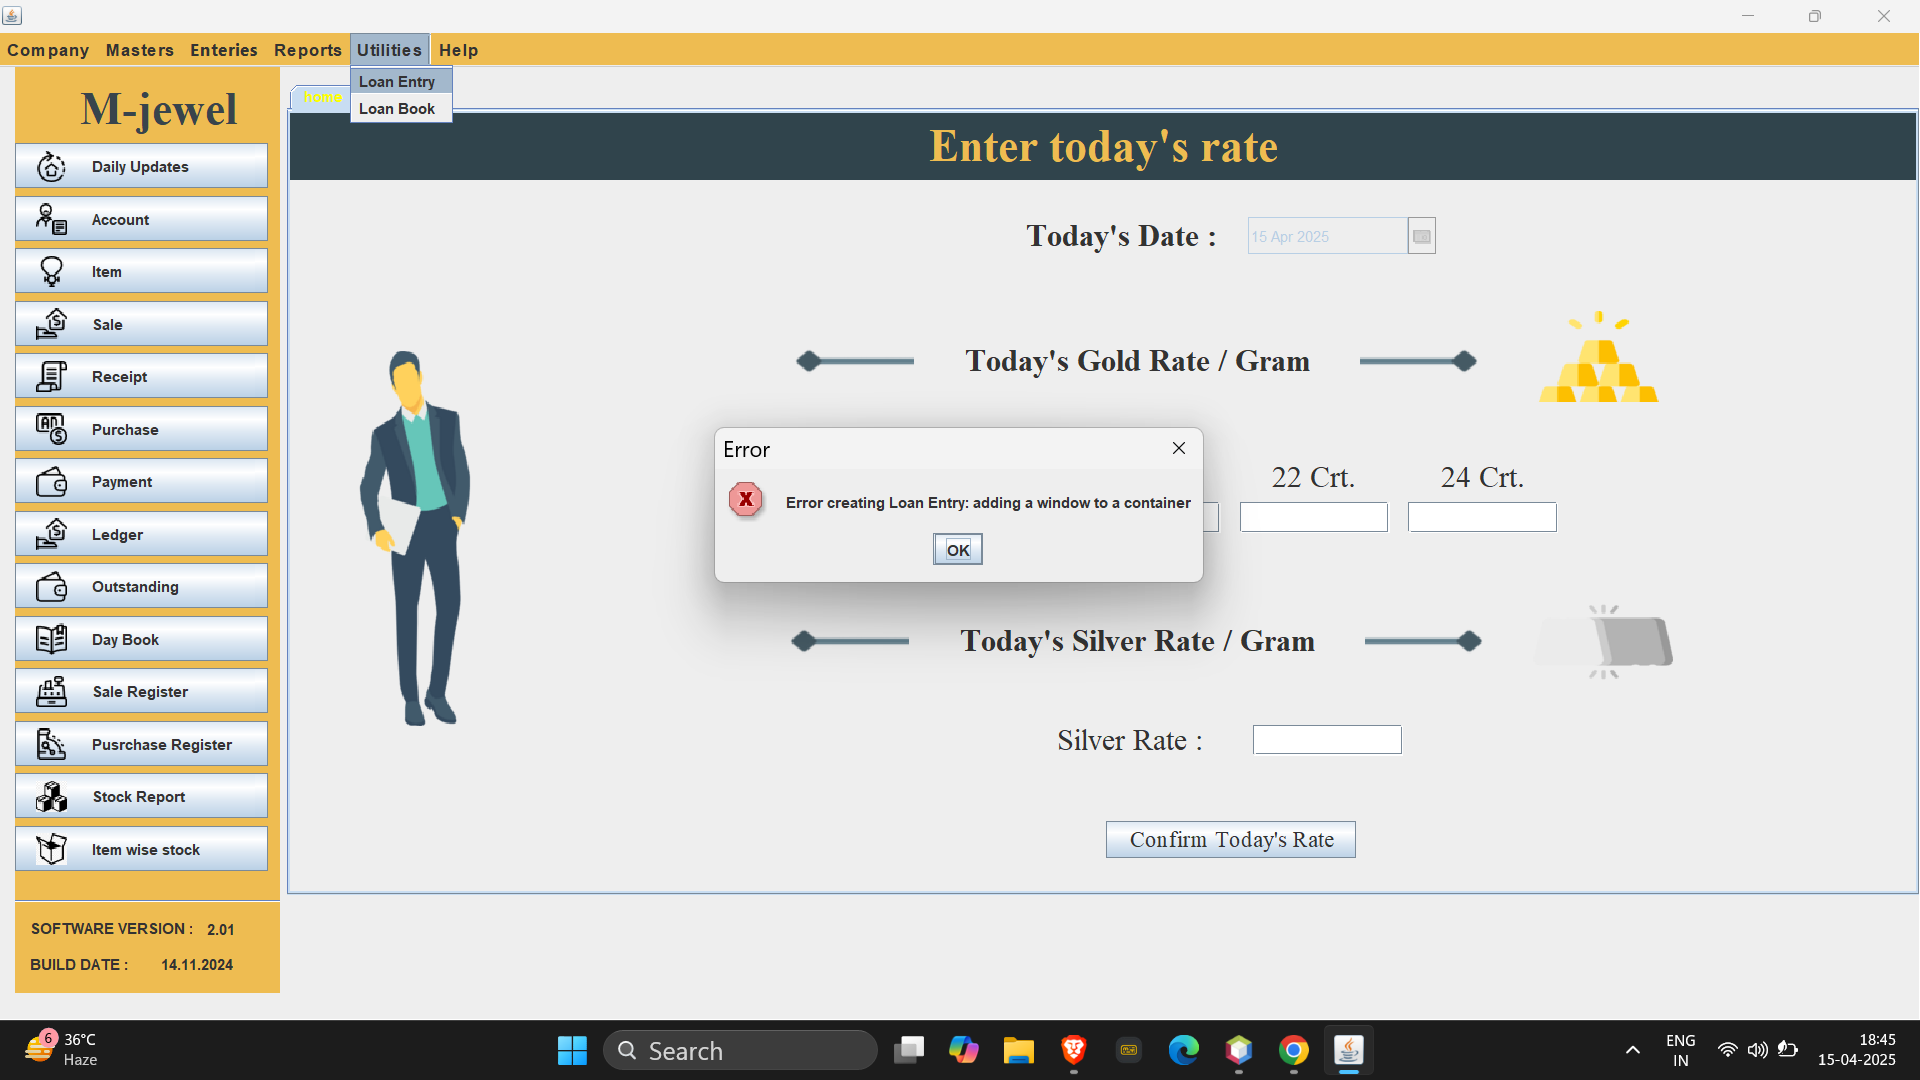 Company Masters Enteries Reports Utilities Help
Loan Entry
Loan Book
home
M-jewel
Daily Updates
Account
Item
Sale
Receipt
Purchase
Payment
Ledger
Outstanding
Day Book
Sale Register
Pusrchase Register
Stock Report
Item wise stock
SOFTWARE VERSION : 2.01
BUILD DATE : 14.11.2024
Enter today's rate
Today's Date : 15 Apr 2025
Today's Gold Rate / Gram
22 Crt. 24 Crt.
Error
Error creating Loan Entry: adding a window to a container
OK
Today's Silver Rate / Gram
Silver Rate :
Confirm Today's Rate
6
36°C
Haze
Search
ENG
IN
18:45
15-04-2025